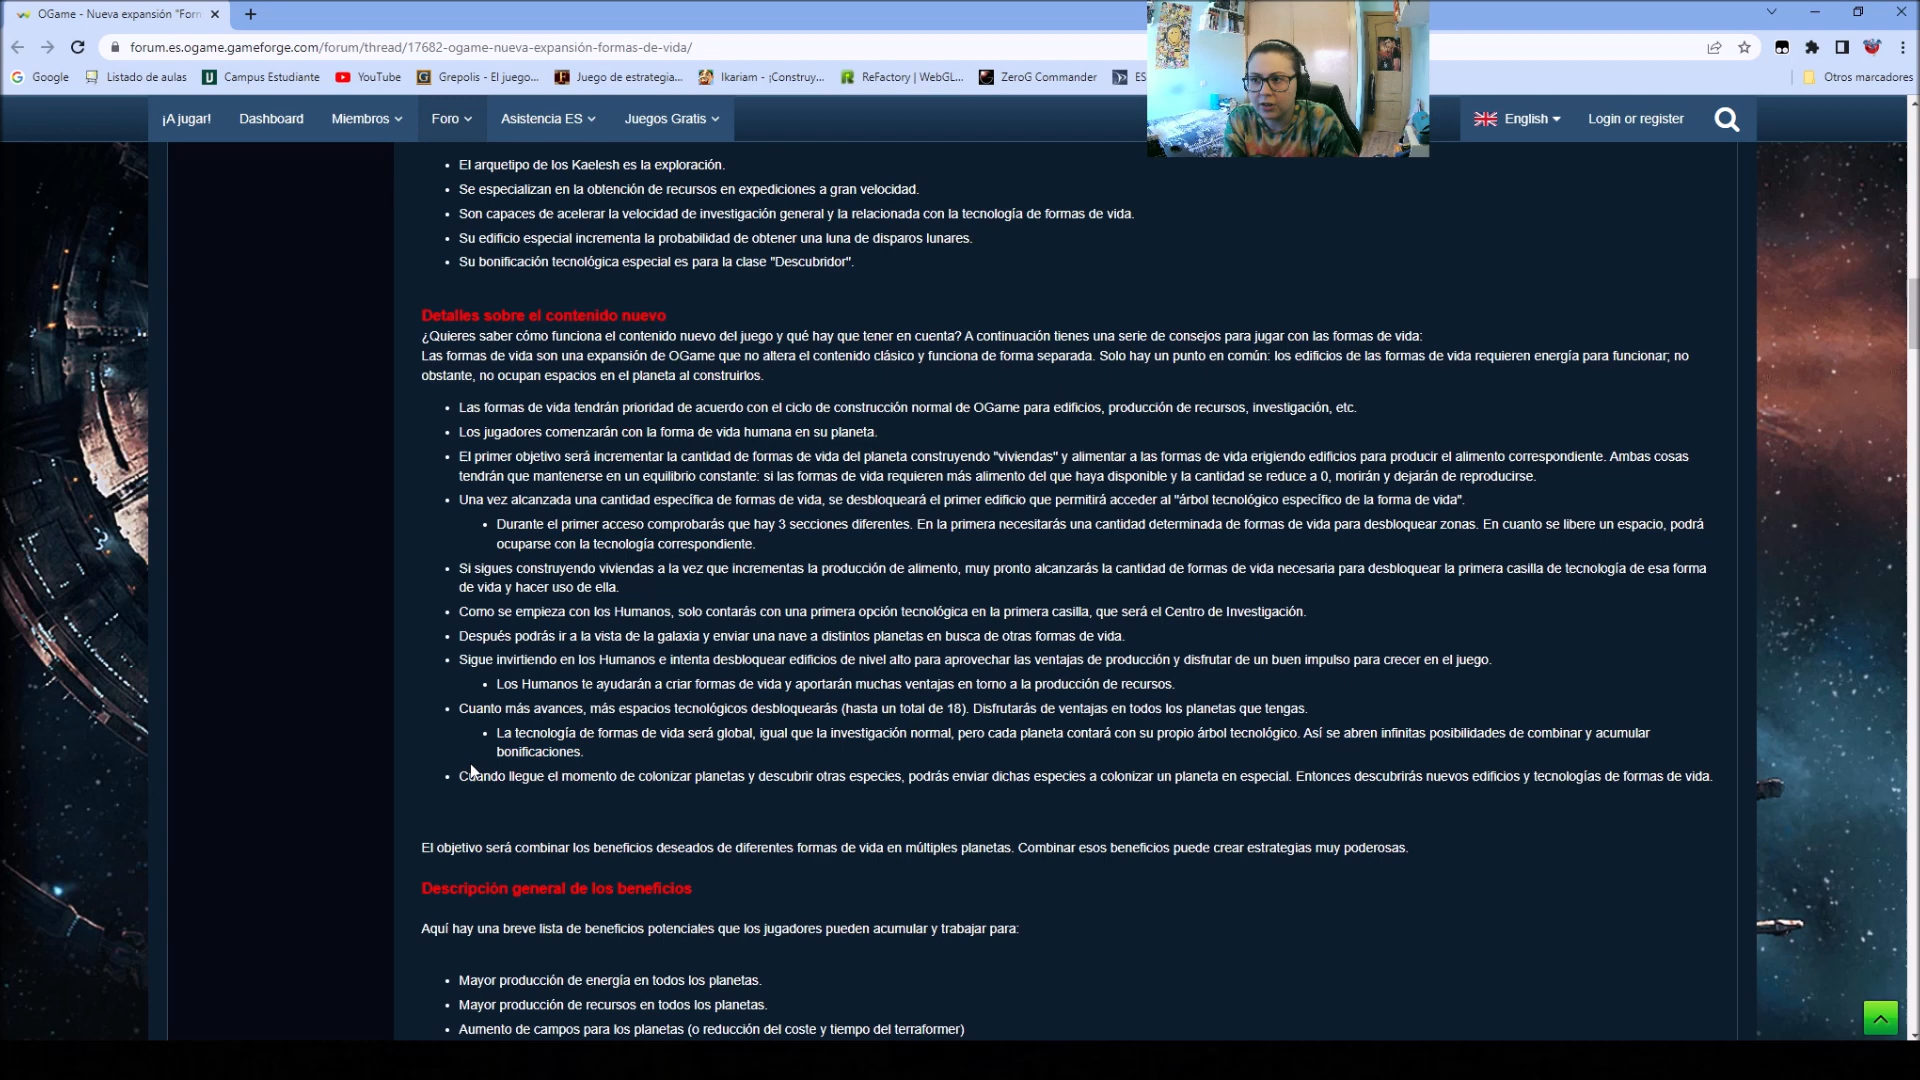 OGame - Nueva expansión "Form
forum.es.ogame.gameforge.com/forum/thread/17682-ogame-nueva-expansión-formas-de-vida/
Google Listado de aulas Campus Estudiante YouTube Grepolis - El juego... Juego de estrategia... Ikariam - ¡Construy... ReFactory | WebGL... ZeroG Commander ES Otros marcadores
¡A jugar! Dashboard Miembros Foro Asistencia ES Juegos Gratis English Login or register
• El arquetipo de los Kaelesh es la exploración.
• Se especializan en la obtención de recursos en expediciones a gran velocidad.
• Son capaces de acelerar la velocidad de investigación general y la relacionada con la tecnología de formas de vida.
• Su edificio especial incrementa la probabilidad de obtener una luna de disparos lunares.
• Su bonificación tecnológica especial es para la clase "Descubridor".
Detalles sobre el contenido nuevo
¿Quieres saber cómo funciona el contenido nuevo del juego y qué hay que tener en cuenta? A continuación tienes una serie de consejos para jugar con las formas de vida:
Las formas de vida son una expansión de OGame que no altera el contenido clásico y funciona de forma separada. Solo hay un punto en común: los edificios de las formas de vida requieren energía para funcionar; no
obstante, no ocupan espacios en el planeta al construirlos.
• Las formas de vida tendrán prioridad de acuerdo con el ciclo de construcción normal de OGame para edificios, producción de recursos, investigación, etc.
• Los jugadores comenzarán con la forma de vida humana en su planeta.
• El primer objetivo será incrementar la cantidad de formas de vida del planeta construyendo "viviendas" y alimentar a las formas de vida erigiendo edificios para producir el alimento correspondiente. Ambas cosas
tendrán que mantenerse en un equilibrio constante: si las formas de vida requieren más alimento del que haya disponible y la cantidad se reduce a 0, morirán y dejarán de reproducirse.
• Una vez alcanzada una cantidad específica de formas de vida, se desbloqueará el primer edificio que permitirá acceder al "árbol tecnológico específico de la forma de vida".
• Durante el primer acceso comprobarás que hay 3 secciones diferentes. En la primera necesitarás una cantidad determinada de formas de vida para desbloquear zonas. En cuanto se libere un espacio, podrá
ocuparse con la tecnología correspondiente.
• Si sigues construyendo viviendas a la vez que incrementas la producción de alimento, muy pronto alcanzarás la cantidad de formas de vida necesaria para desbloquear la primera casilla de tecnología de esa forma
de vida y hacer uso de ella.
• Como se empieza con los Humanos, solo contarás con una primera opción tecnológica en la primera casilla, que será el Centro de Investigación.
• Después podrás ir a la vista de la galaxia y enviar una nave a distintos planetas en busca de otras formas de vida.
• Sigue invirtiendo en los Humanos e intenta desbloquear edificios de nivel alto para aprovechar las ventajas de producción y disfrutar de un buen impulso para crecer en el juego.
• Los Humanos te ayudarán a criar formas de vida y aportarán muchas ventajas en torno a la producción de recursos.
• Cuanto más avances, más espacios tecnológicos desbloquearás (hasta un total de 18). Disfrutarás de ventajas en todos los planetas que tengas.
• La tecnología de formas de vida será global, igual que la investigación normal, pero cada planeta contará con su propio árbol tecnológico. Así se abren infinitas posibilidades de combinar y acumular
bonificaciones.
• Cuando llegue el momento de colonizar planetas y descubrir otras especies, podrás enviar dichas especies a colonizar un planeta en especial. Entonces descubrirás nuevos edificios y tecnologías de formas de vida.
El objetivo será combinar los beneficios deseados de diferentes formas de vida en múltiples planetas. Combinar esos beneficios puede crear estrategias muy poderosas.
Descripción general de los beneficios
Aquí hay una breve lista de beneficios potenciales que los jugadores pueden acumular y trabajar para:
• Mayor producción de energía en todos los planetas.
• Mayor producción de recursos en todos los planetas.
• Aumento de campos para los planetas (o reducción del coste y tiempo del terraformer)